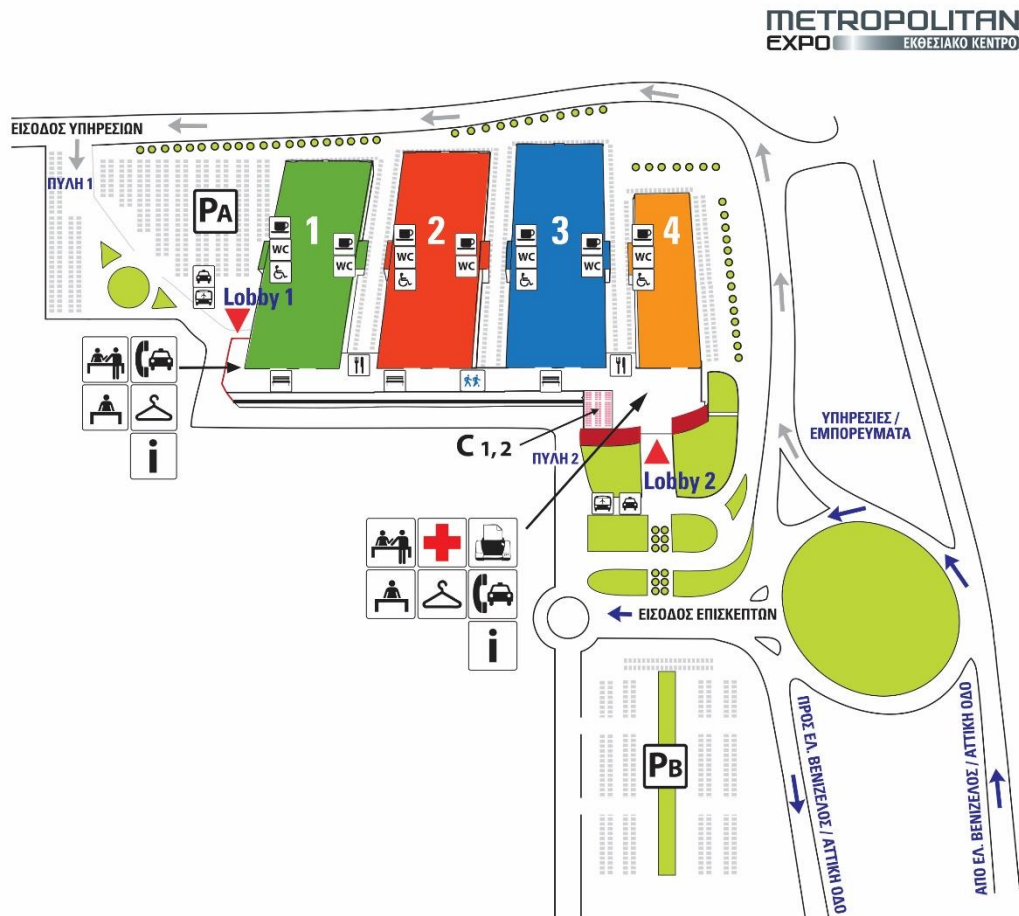 METROPOLITAN
EXPO ΕΚΘΕΣΙΑΚΟ ΚΕΝΤΡΟ
ΕΙΣΟΔΟΣ ΥΠΗΡΕΣΙΩΝ
ΠΥΛΗ 1
PA
1
2
3
4
WC
WC
WC
WC
WC
WC
WC
Lobby 1
C 1,2
ΠΥΛΗ 2
Lobby 2
ΥΠΗΡΕΣΙΕΣ /
ΕΜΠΟΡΕΥΜΑΤΑ
i
i
ΕΙΣΟΔΟΣ ΕΠΙΣΚΕΠΤΩΝ
PB
ΠΡΟΣ ΕΛ. ΒΕΝΙΖΕΛΟΣ / ΑΤΤΙΚΗ ΟΔΟ
ΑΠΟ ΕΛ. ΒΕΝΙΖΕΛΟΣ / ΑΤΤΙΚΗ ΟΔΟ